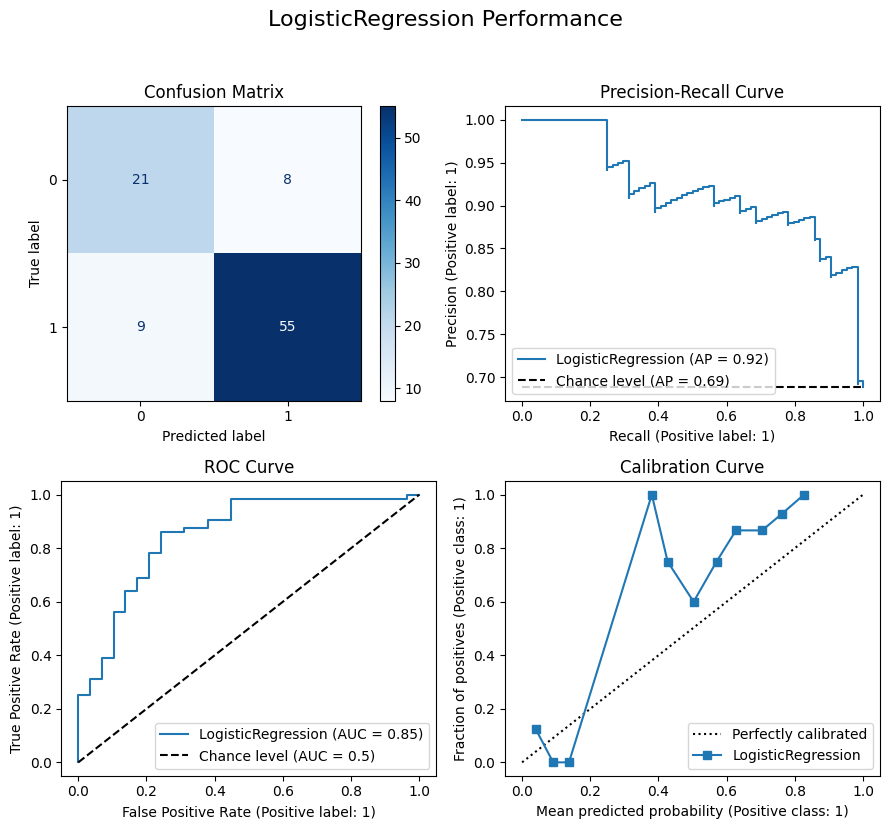 LogisticRegression Performance
Confusion Matrix
True label
0
1
21
8
9
55
0
1
Predicted label
50
40
30
20
10
Precision-Recall Curve
Precision (Positive label: 1)
1.00
0.95
0.90
0.85
0.80
0.75
0.70
LogisticRegression (AP = 0.92)
Chance level (AP = 0.69)
0.0 0.2 0.4 0.6 0.8 1.0
Recall (Positive label: 1)
ROC Curve
True Positive Rate (Positive label: 1)
1.0
0.8
0.6
0.4
0.2
0.0
LogisticRegression (AUC = 0.85)
Chance level (AUC = 0.5)
0.0 0.2 0.4 0.6 0.8 1.0
False Positive Rate (Positive label: 1)
Calibration Curve
Fraction of positives (Positive class: 1)
1.0
0.8
0.6
0.4
0.2
0.0
Perfectly calibrated
LogisticRegression
0.0 0.2 0.4 0.6 0.8 1.0
Mean predicted probability (Positive class: 1)